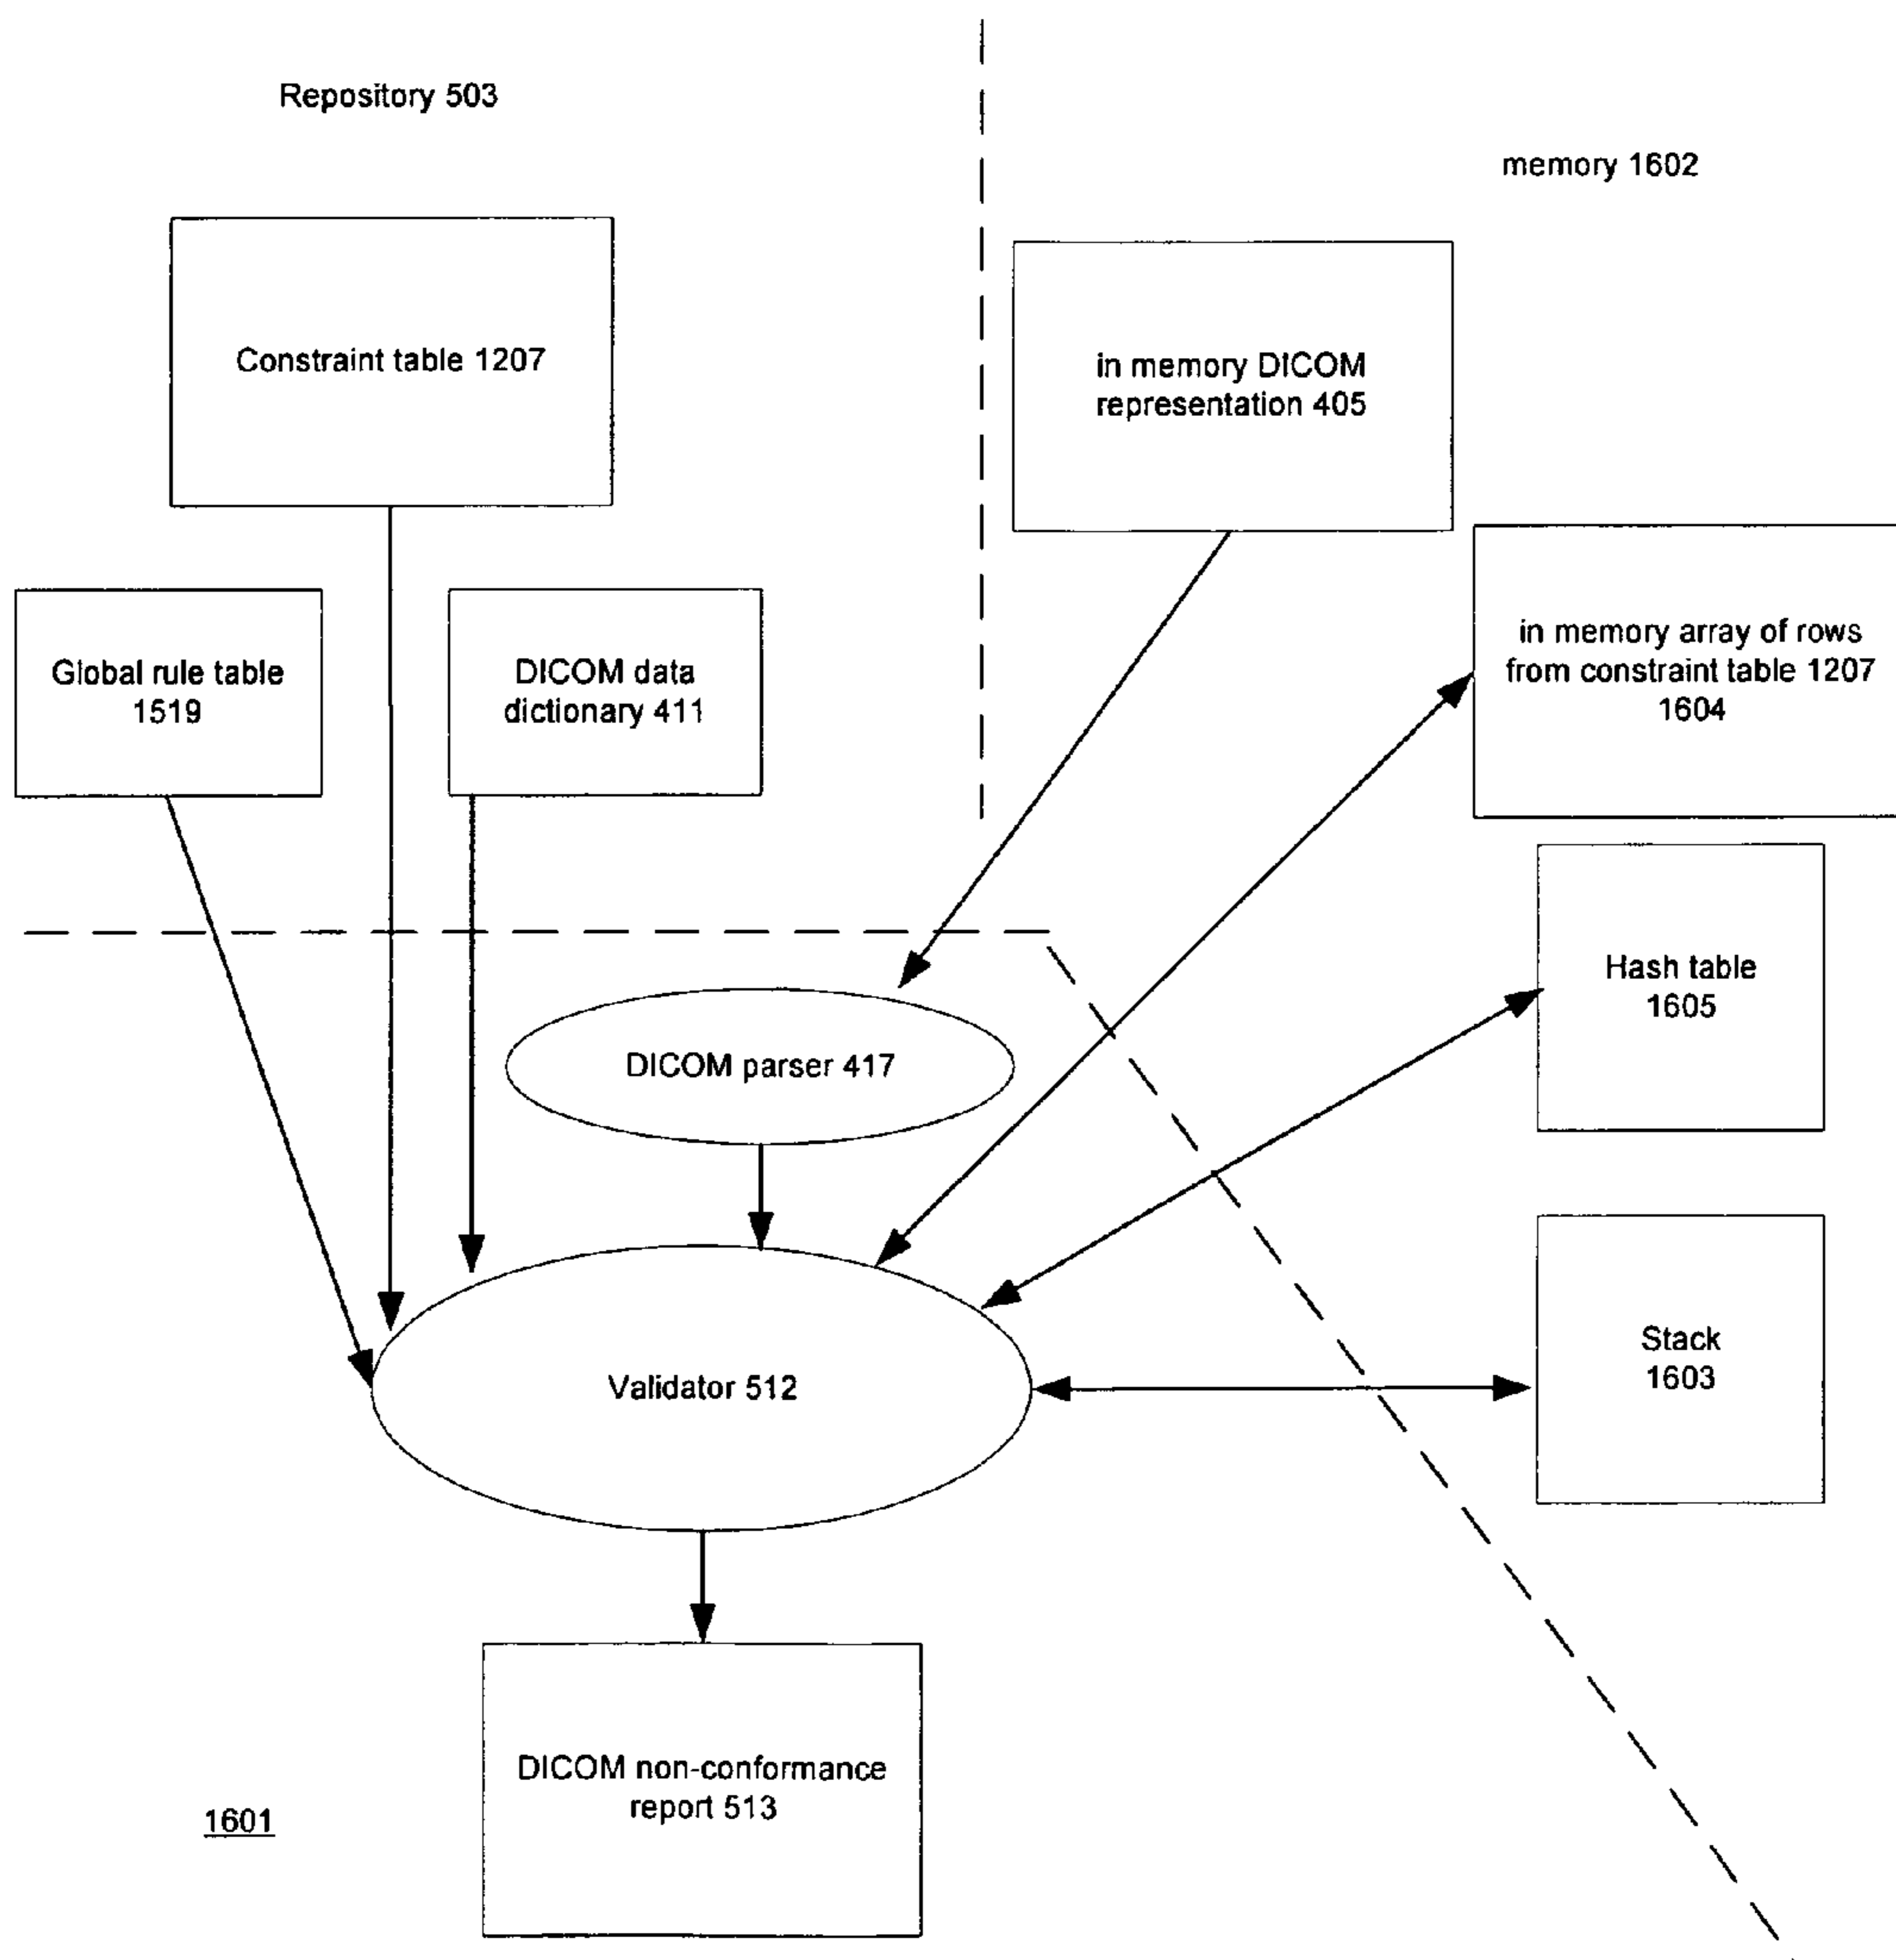 Repository 503
memory 1602
Constraint table 1207
in memory DICOM
representation 405
Global rule table
1519
DICOM data
dictionary 411
in memory array of rows
from constraint table 1207
1604
Hash table
1605
DICOM parser 417
Stack
1603
Validator 512
DICOM non-conformance
report 513
1601